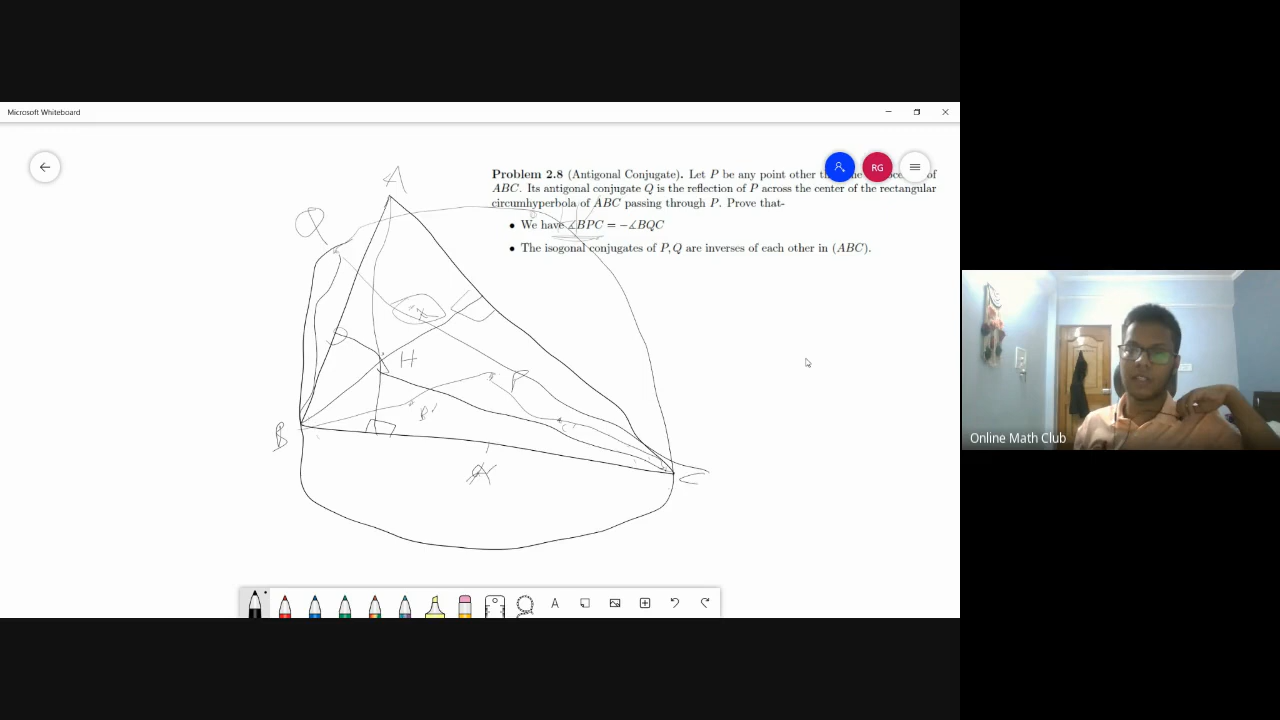 Microsoft Whiteboard
RG
Problem 2.8 (Antigonal Conjugate). Let P be any point other of
ABC. Its antigonal conjugate Q is the reflection of P across the center of the rectangular
circumhyperbola of ABC passing through P. Prove that-
• We have ∡BPC = −∡BQC
• The isogonal conjugates of P, Q are inverses of each other in (ABC).
A
Q
X
H
P
B'
C'
B
X
C
Online Math Club
A